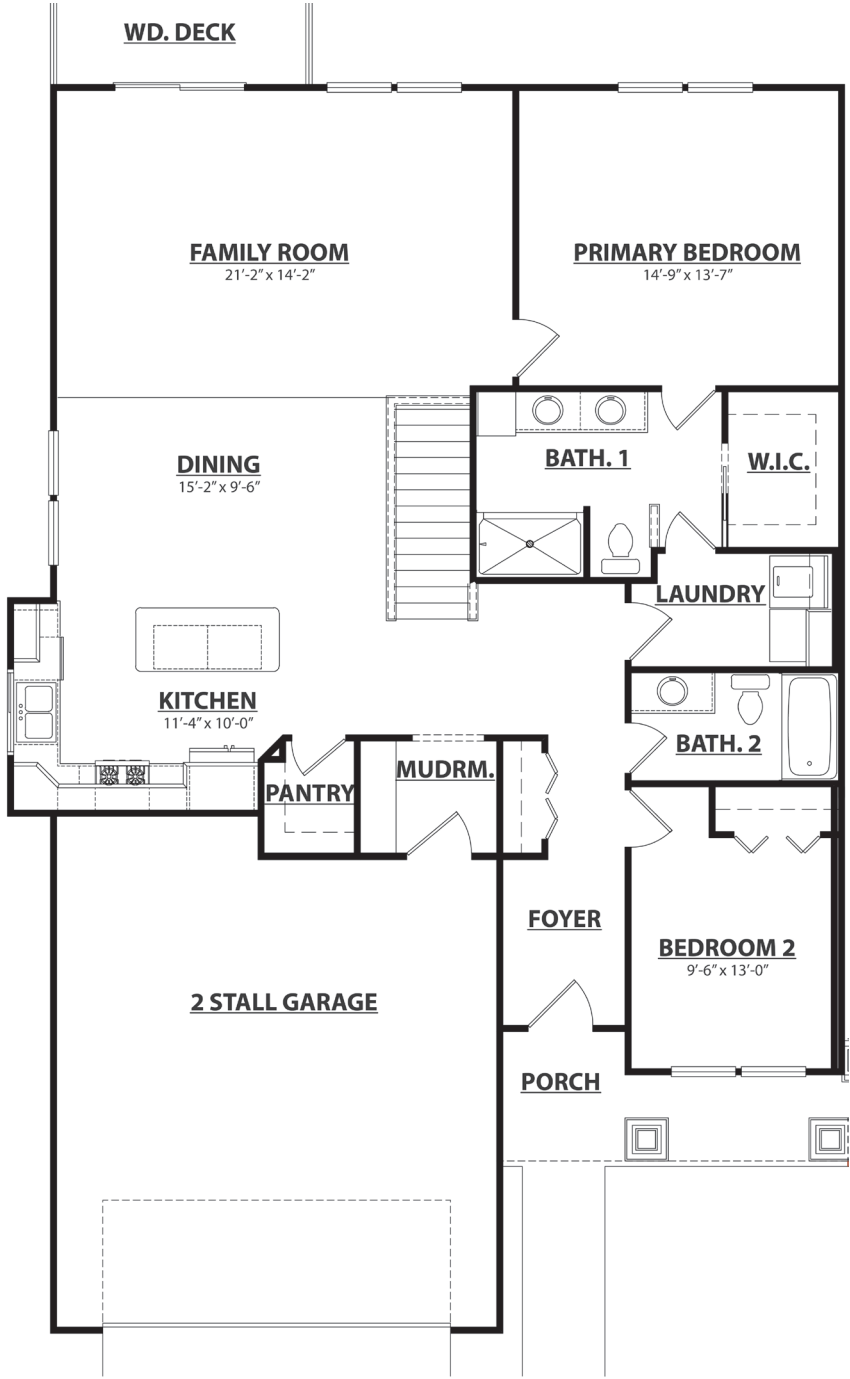 WD. DECK
FAMILY ROOM
21'-2" x 14'-2"
PRIMARY BEDROOM
14'-9" x 13'-7"
DINING
15'-2" x 9'-6"
BATH. 1
W.I.C.
LAUNDRY
KITCHEN
11'-4" x 10'-0"
BATH. 2
PANTRY
MUDRM.
FOYER
BEDROOM 2
9'-6" x 13'-0"
2 STALL GARAGE
PORCH